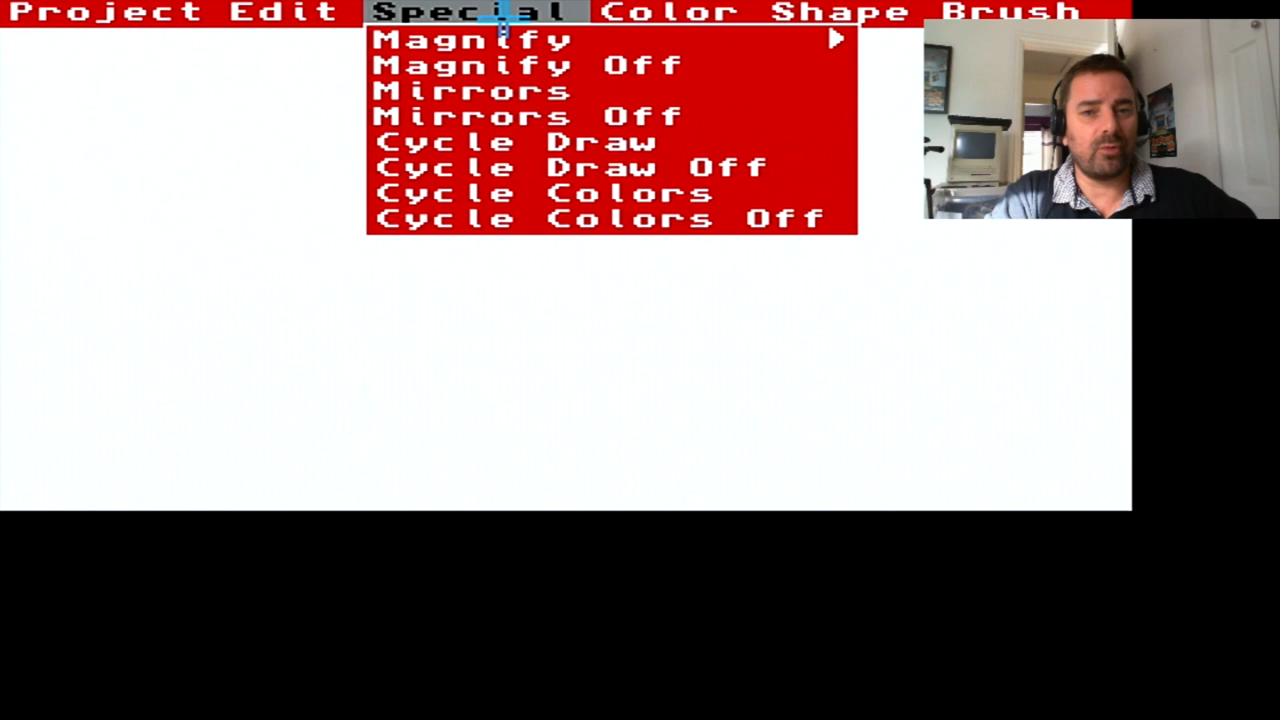 Project Edit Special Color Shape Brush
Magnify
Magnify Off
Mirrors
Mirrors Off
Cycle Draw
Cycle Draw Off
Cycle Colors
Cycle Colors Off